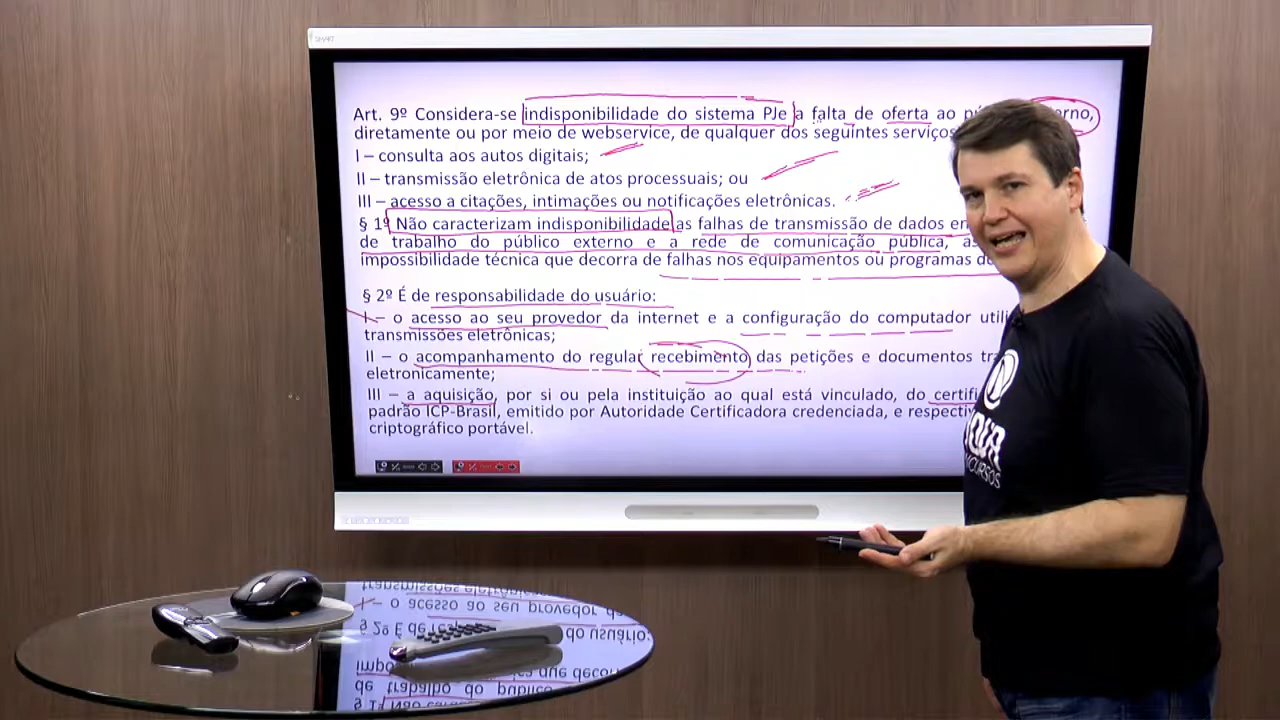 SMART
Art. 9º Considera-se indisponibilidade do sistema PJe a falta de oferta ao
diretamente ou por meio de webservice, de qualquer dos seguintes serviços
I – consulta aos autos digitais;
II – transmissão eletrônica de atos processuais; ou
III – acesso a citações, intimações ou notificações eletrônicas.
§ 1º Não caracterizam indisponibilidade as falhas de transmissão de dados
de trabalho do público externo e a rede de comunicação pública,
impossibilidade técnica que decorra de falhas nos equipamentos ou programas
§ 2º É de responsabilidade do usuário:
I – o acesso ao seu provedor da internet e a configuração do computador
transmissões eletrônicas;
II – o acompanhamento do regular recebimento das petições e documentos
eletronicamente;
III – a aquisição, por si ou pela instituição ao qual está vinculado, do
padrão ICP-Brasil, emitido por Autoridade Certificadora credenciada, e
criptográfico portável.